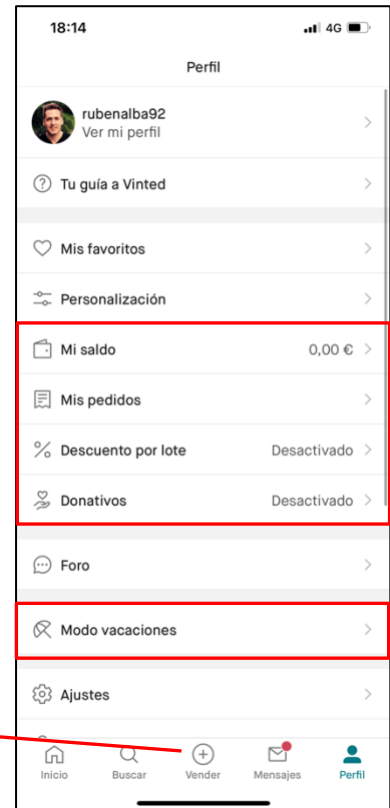 18:14
4G
Perfil
rubenalba92
Ver mi perfil
Tu guía a Vinted
Mis favoritos
Personalización
Mi saldo 0,00 €
Mis pedidos
Descuento por lote Desactivado
Donativos Desactivado
Foro
Modo vacaciones
Ajustes
Inicio Buscar Vender Mensajes Perfil